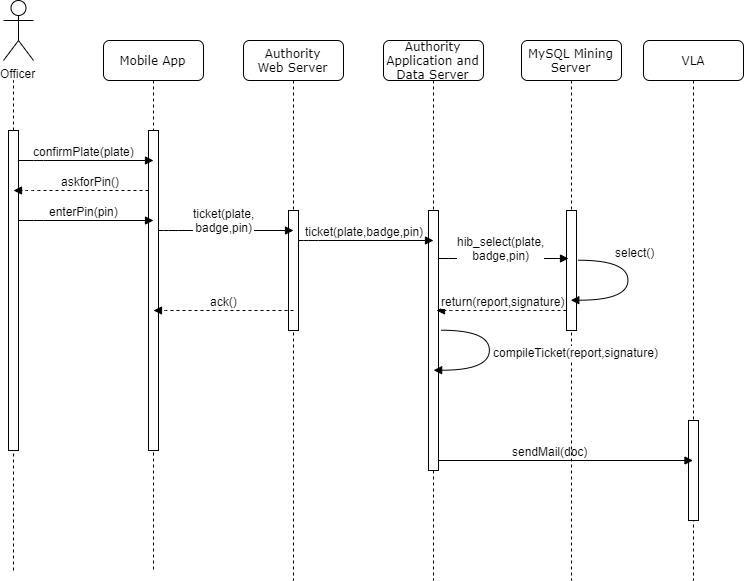 Officer
Mobile App
Authority
Web Server
Authority
Application and
Data Server
MySQL Mining
Server
VLA
confirmPlate(plate)
askforPin()
enterPin(pin)
ticket(plate,
badge,pin)
ticket(plate,badge,pin)
hib_select(plate,
badge,pin)
select()
ack()
return(report,signature)
compileTicket(report,signature)
sendMail(doc)